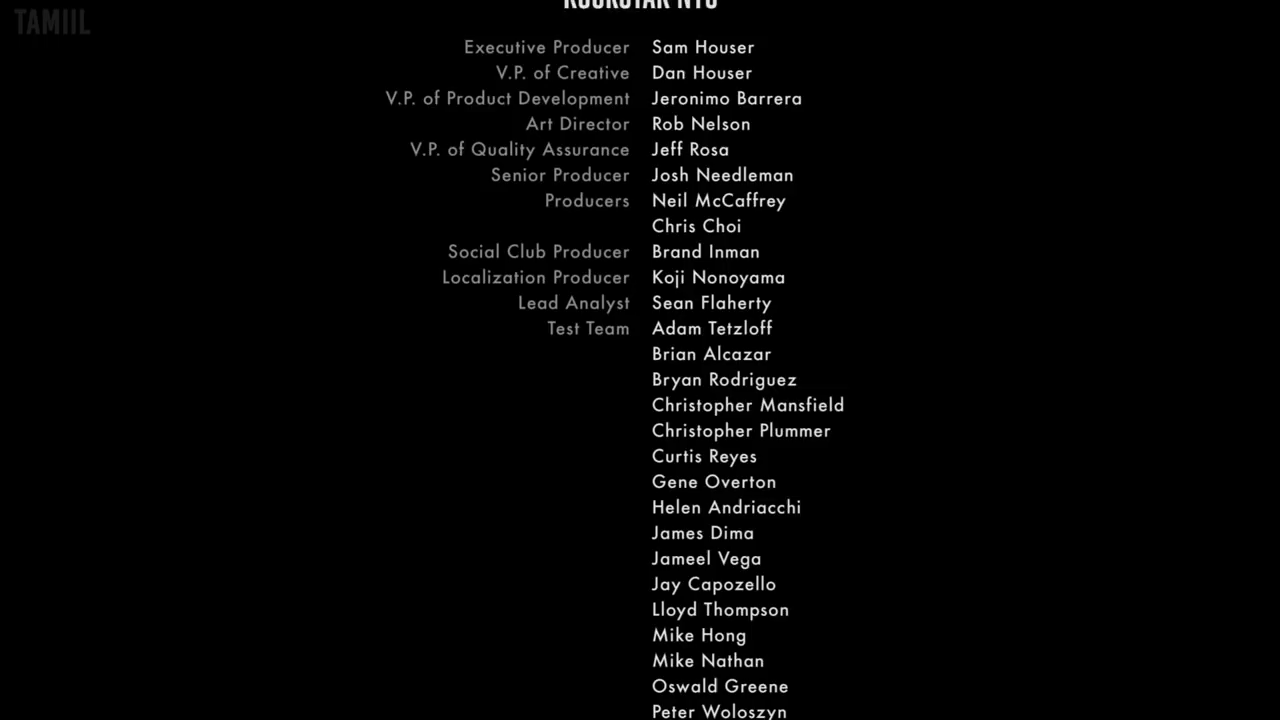 TAMIIL
ROCKSTAR NYC
Executive Producer Sam Houser
V.P. of Creative Dan Houser
V.P. of Product Development Jeronimo Barrera
Art Director Rob Nelson
V.P. of Quality Assurance Jeff Rosa
Senior Producer Josh Needleman
Producers Neil McCaffrey
Chris Choi
Social Club Producer Brand Inman
Localization Producer Koji Nonoyama
Lead Analyst Sean Flaherty
Test Team Adam Tetzloff
Brian Alcazar
Bryan Rodriguez
Christopher Mansfield
Christopher Plummer
Curtis Reyes
Gene Overton
Helen Andriacchi
James Dima
Jameel Vega
Jay Capozello
Lloyd Thompson
Mike Hong
Mike Nathan
Oswald Greene
Peter Woloszyn